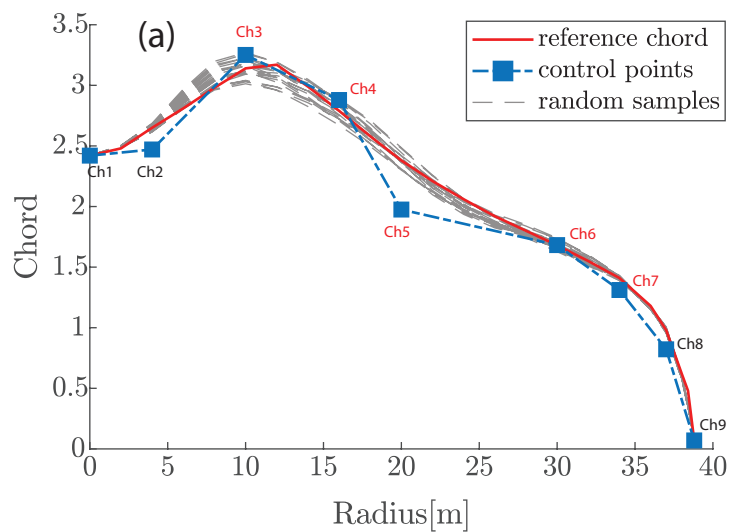 (a)
reference chord
control points
random samples
Ch1
Ch2
Ch3
Ch4
Ch5
Ch6
Ch7
Ch8
Ch9
Chord
3.5
3
2.5
2
1.5
1
0.5
0
0
5
10
15
20
25
30
35
40
Radius[m]